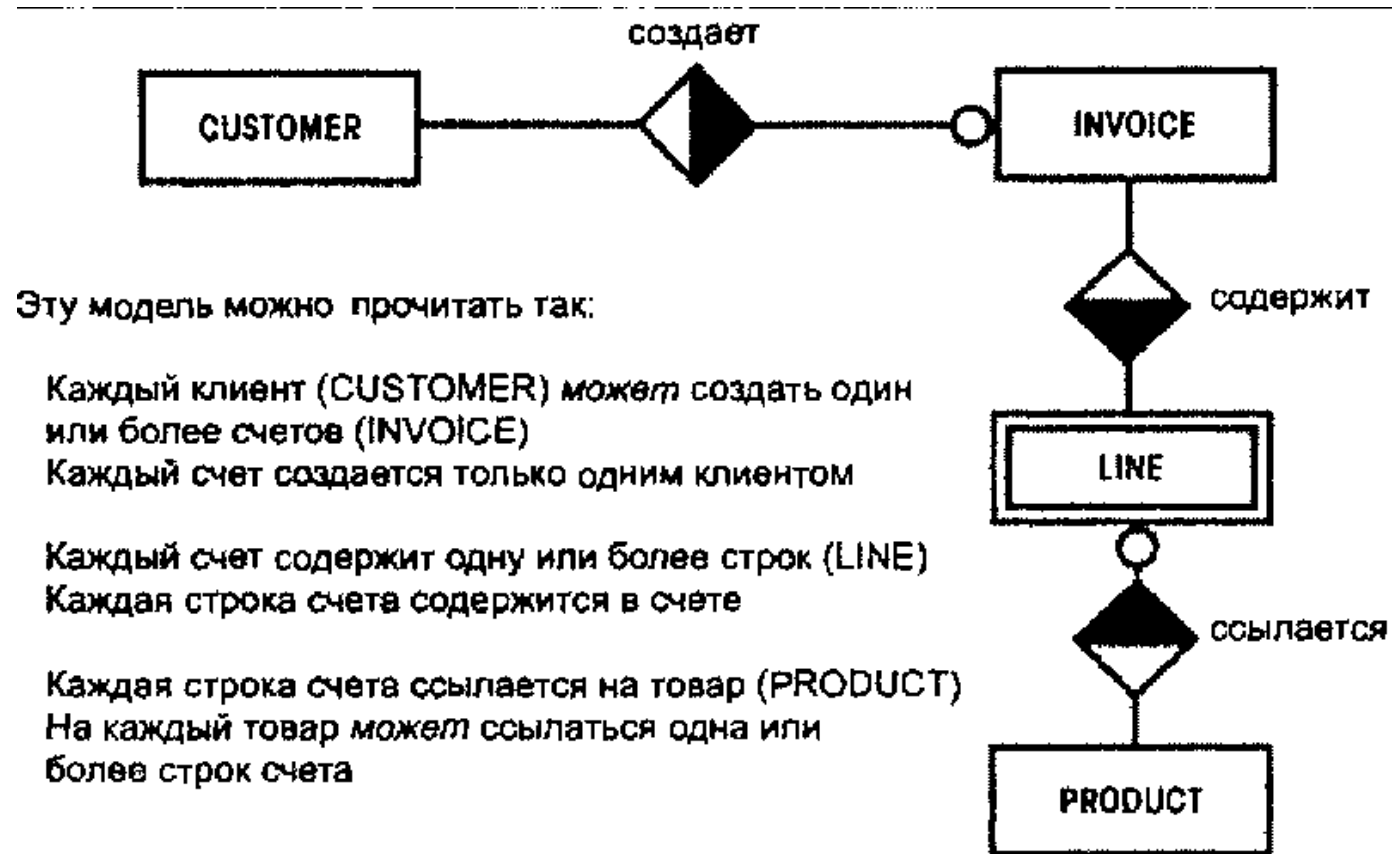 создает
CUSTOMER
INVOICE
содержит
Эту модель можно прочитать так:
Каждый клиент (CUSTOMER) может создать один
или более счетов (INVOICE)
Каждый счет создается только одним клиентом
LINE
Каждый счет содержит одну или более строк (LINE)
Каждая строка счета содержится в счете
ссылается
Каждая строка счета ссылается на товар (PRODUCT)
На каждый товар может ссылаться одна или
более строк счета
PRODUCT